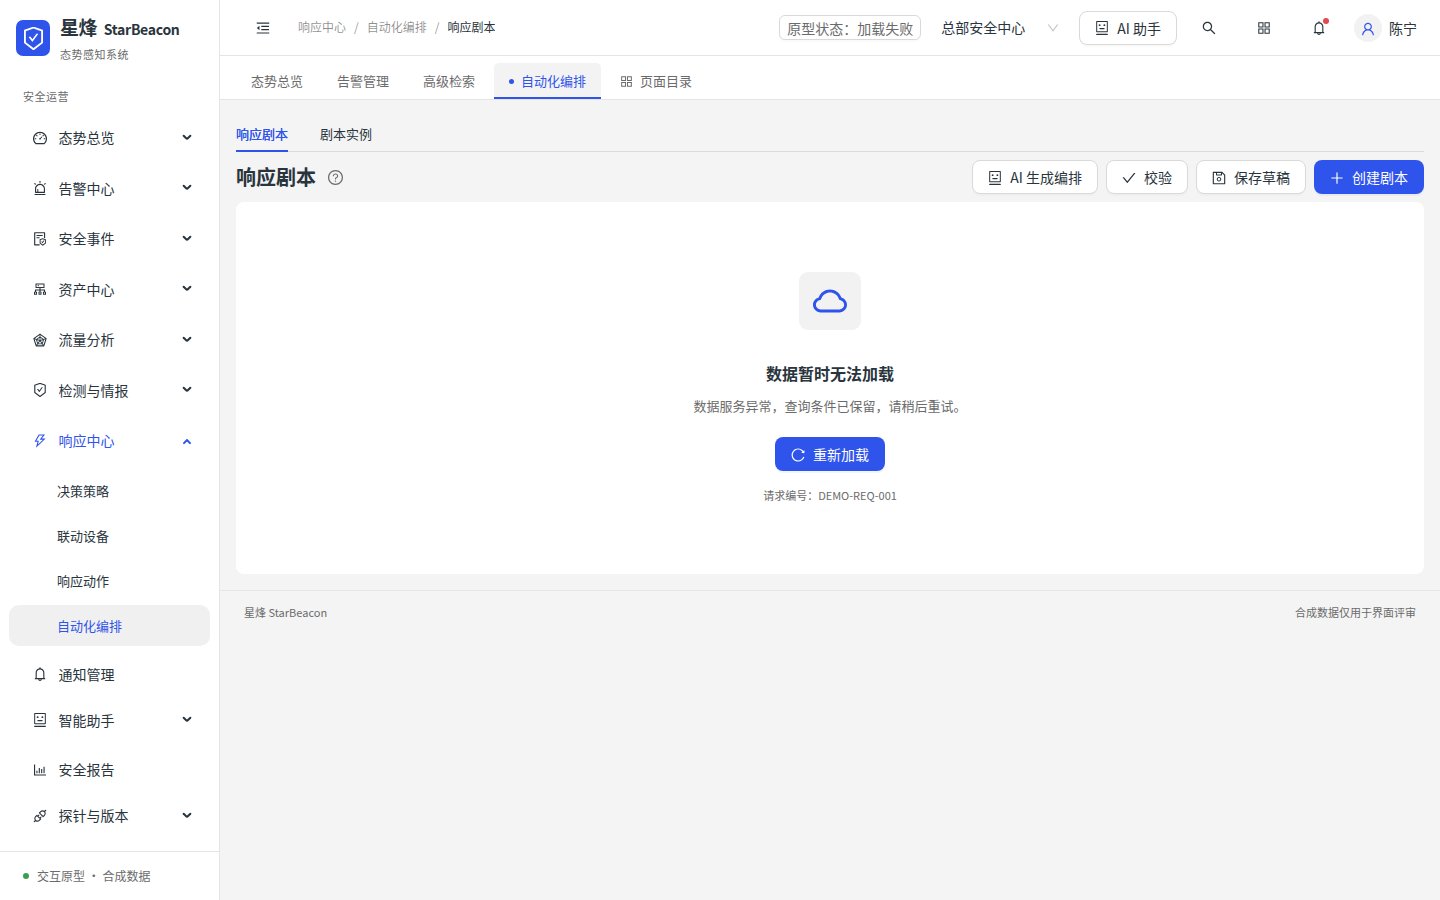 星烽 StarBeacon
态势感知系统
安全运营
态势总览
告警中心
安全事件
资产中心
流量分析
检测与情报
响应中心
决策策略
联动设备
响应动作
自动化编排
通知管理
智能助手
安全报告
探针与版本
交互原型 · 合成数据
响应中心 / 自动化编排 / 响应剧本
原型状态：加载失败
总部安全中心
AI 助手
陈宁
态势总览
告警管理
高级检索
自动化编排
页面目录
响应剧本
剧本实例
响应剧本
AI 生成编排
校验
保存草稿
创建剧本
数据暂时无法加载
数据服务异常，查询条件已保留，请稍后重试。
重新加载
请求编号：DEMO-REQ-001
星烽 StarBeacon
合成数据仅用于界面评审